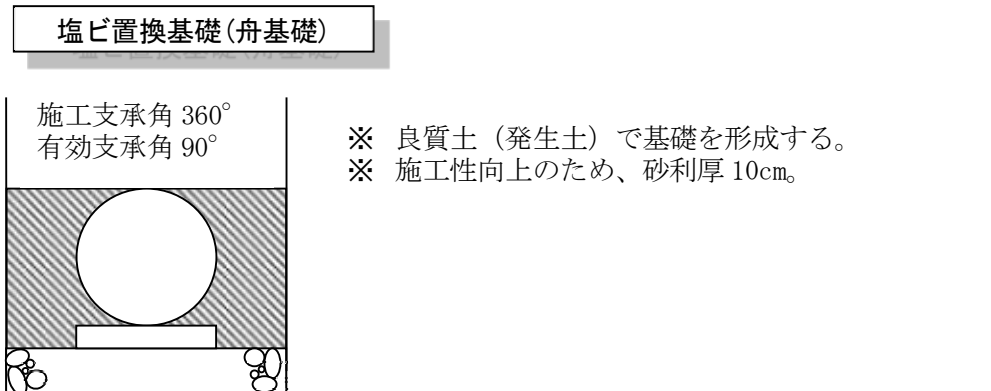 塩ビ置換基礎(舟基礎)
施工支承角 360°
有効支承角 90°
※ 良質土（発生土）で基礎を形成する。
※ 施工性向上のため、砂利厚 10cm。